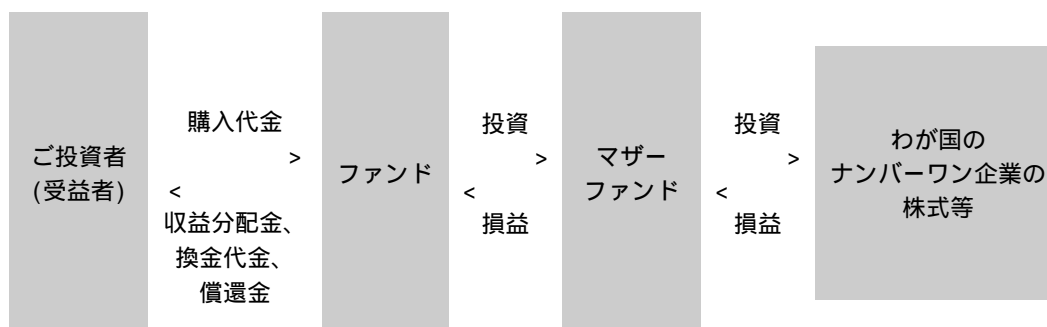 ご投資者
(受益者)
購入代金
>
<
収益分配金、
換金代金、
償還金
ファンド
投資
>
<
損益
マザー
ファンド
投資
>
<
損益
わが国の
ナンバーワン企業の
株式等